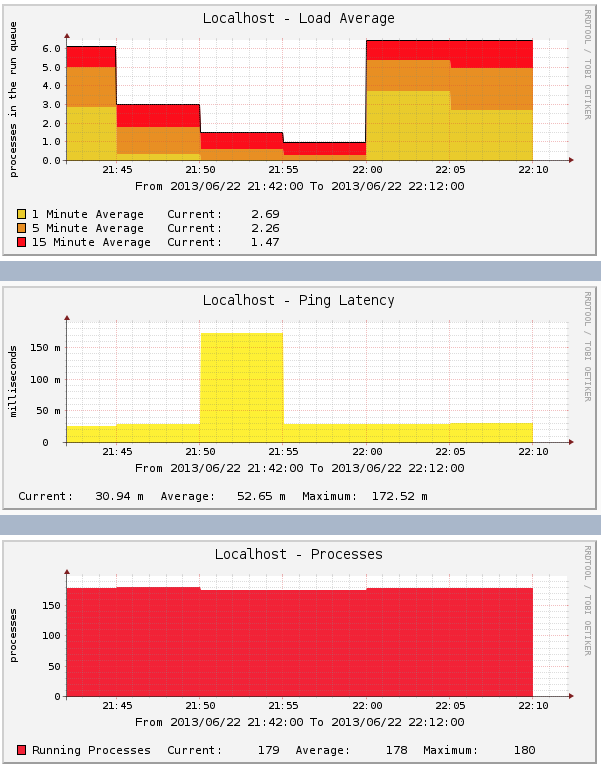 Localhost - Load Average
RRDTOOL / TOBI OETIKER
processes in the run queue
6.0
5.0
4.0
3.0
2.0
1.0
0.0
21:45 21:50 21:55 22:00 22:05 22:10
From 2013/06/22 21:42:00 To 2013/06/22 22:12:00
1 Minute Average Current: 2.69
5 Minute Average Current: 2.26
15 Minute Average Current: 1.47
Localhost - Ping Latency
RRDTOOL / TOBI OETIKER
milliseconds
150 m
100 m
50 m
0
21:45 21:50 21:55 22:00 22:05 22:10
From 2013/06/22 21:42:00 To 2013/06/22 22:12:00
Current: 30.94 m Average: 52.65 m Maximum: 172.52 m
Localhost - Processes
RRDTOOL / TOBI OETIKER
processes
150
100
50
0
21:45 21:50 21:55 22:00 22:05 22:10
From 2013/06/22 21:42:00 To 2013/06/22 22:12:00
Running Processes Current: 179 Average: 178 Maximum: 180